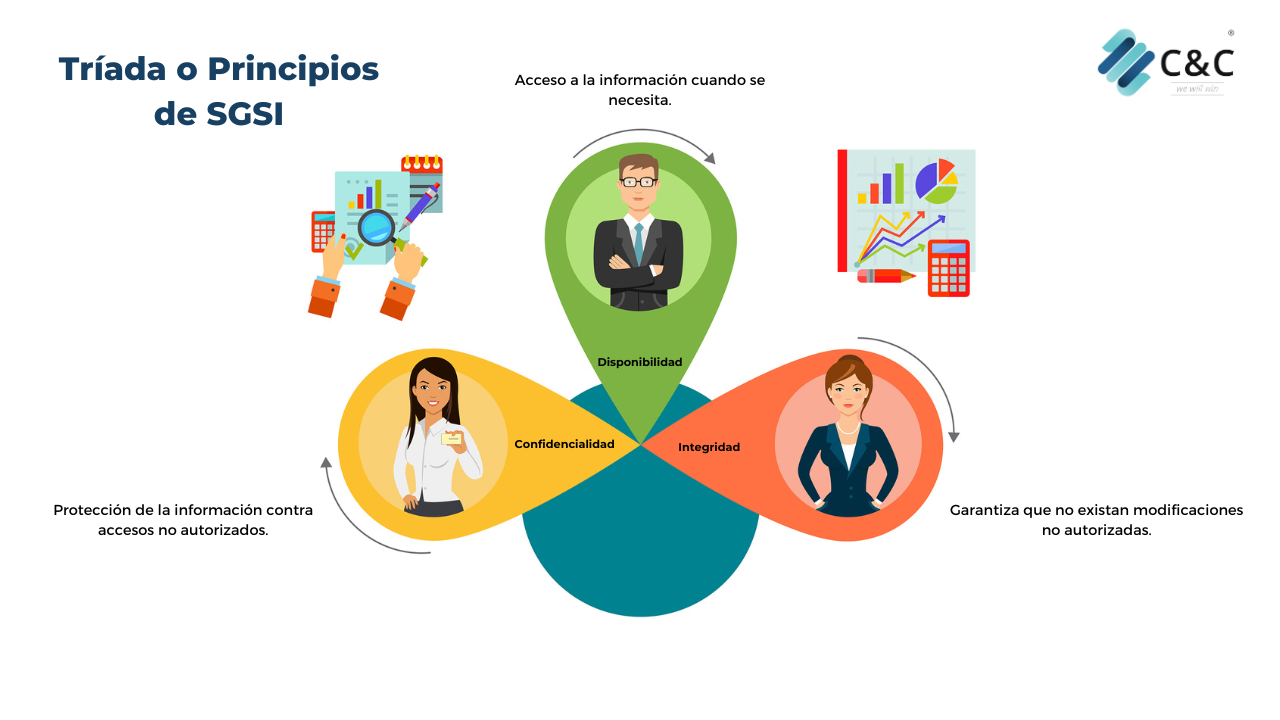 Tríada o Principios
de SGSI
C&C
®
we will win
Acceso a la información cuando se
necesita.
Disponibilidad
Confidencialidad
Integridad
Protección de la información contra
accesos no autorizados.
Garantiza que no existan modificaciones
no autorizadas.